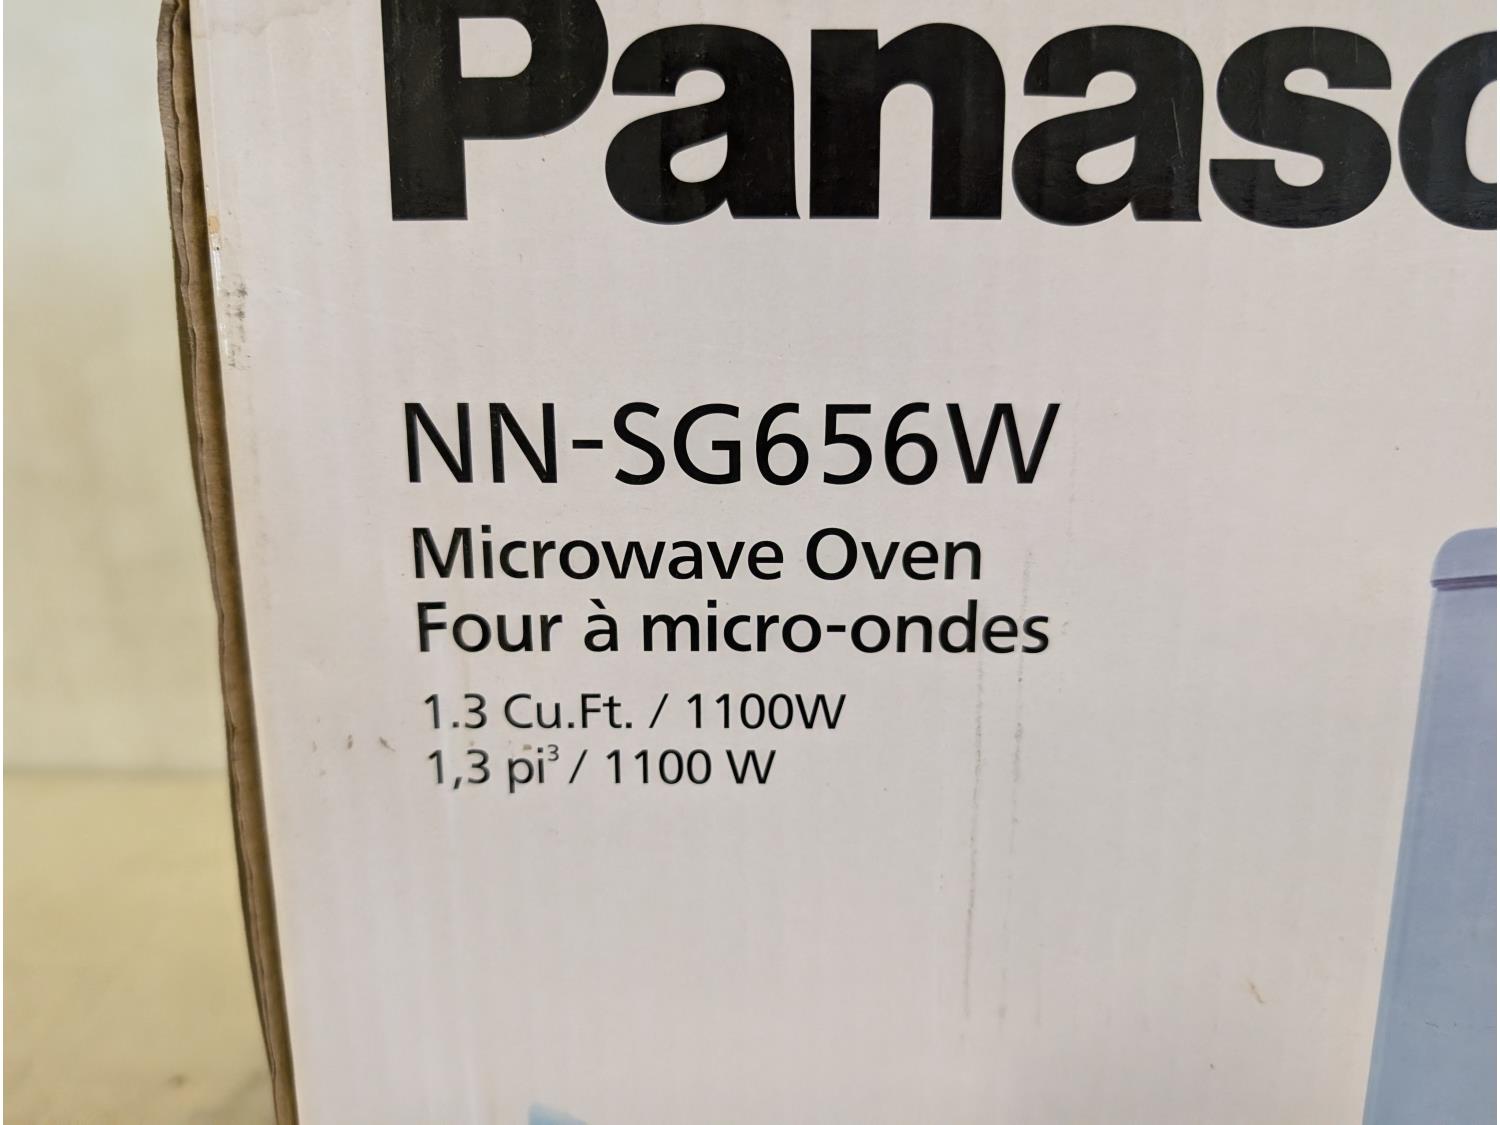 Panaso
NN-SG656W
Microwave Oven
Four à micro-ondes
1.3 Cu.Ft. / 1100W
1,3 pi³ / 1100 W